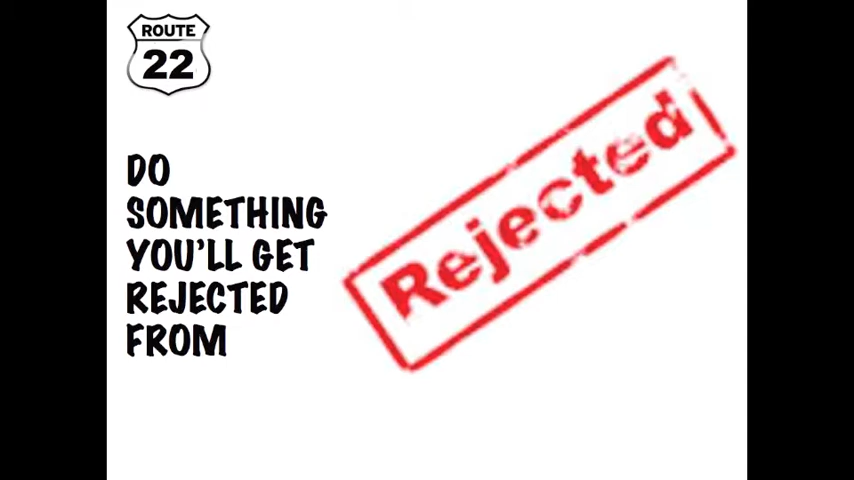 ROUTE
22
DO
SOMETHING
YOU'LL GET
REJECTED
FROM
Rejected